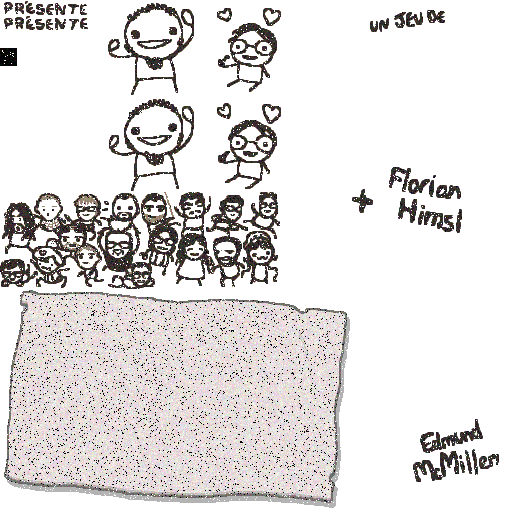 PRÉSENTE
PRÉSENTE
UN JEU DE
+ Florian
Himsl
Edmund
McMillen